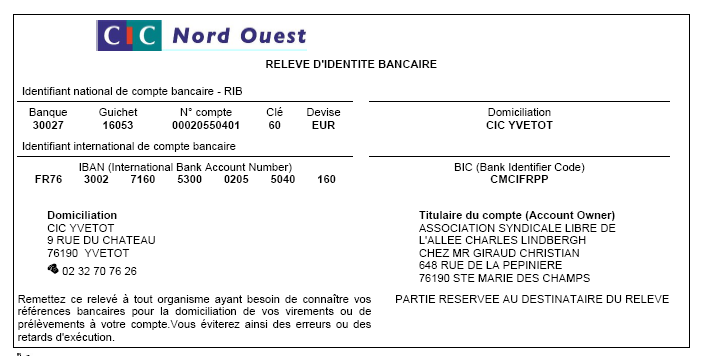 CIC Nord Ouest
RELEVE D'IDENTITE BANCAIRE
Identifiant national de compte bancaire - RIB
Banque Guichet N° compte Clé Devise Domiciliation
30027 16053 00020550401 60 EUR CIC YVETOT
Identifiant international de compte bancaire
IBAN (International Bank Account Number) BIC (Bank Identifier Code)
FR76 3002 7160 5300 0205 5040 160 CMCIFRPP
Domiciliation
CIC YVETOT
9 RUE DU CHATEAU
76190 YVETOT
02 32 70 76 26
Titulaire du compte (Account Owner)
ASSOCIATION SYNDICALE LIBRE DE
L'ALLEE CHARLES LINDBERGH
CHEZ MR GIRAUD CHRISTIAN
648 RUE DE LA PEPINIERE
76190 STE MARIE DES CHAMPS
Remettez ce relevé à tout organisme ayant besoin de connaître vos
références bancaires pour la domiciliation de vos virements ou de
prélèvements à votre compte.Vous éviterez ainsi des erreurs ou des
retards d'exécution.
PARTIE RESERVEE AU DESTINATAIRE DU RELEVE